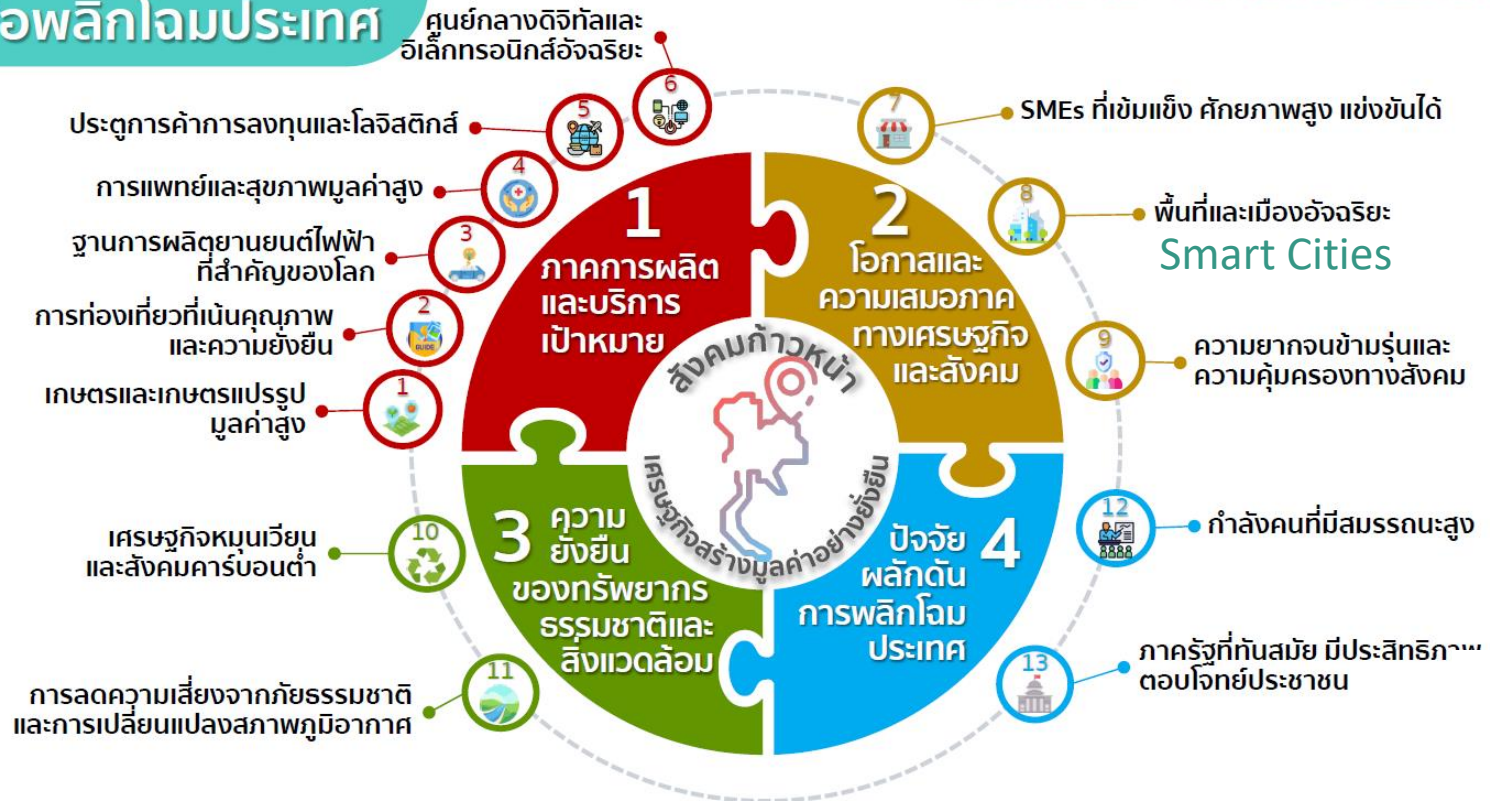 อพลิกโฉมประเทศ
ศูนย์กลางดิจิทัลและ
อิเล็กทรอนิกส์อัจฉริยะ
6
5
ประตูการค้าการลงทุนและโลจิสติกส์
4
การแพทย์และสุขภาพมูลค่าสูง
3
ฐานการผลิตยานยนต์ไฟฟ้า
ที่สำคัญของโลก
2
GUIDE
การท่องเที่ยวที่เน้นคุณภาพ
และความยั่งยืน
1
เกษตรและเกษตรแปรรูป
มูลค่าสูง
7
SMEs ที่เข้มแข็ง ศักยภาพสูง แข่งขันได้
8
พื้นที่และเมืองอัจฉริยะ
Smart Cities
9
ความยากจนข้ามรุ่นและ
ความคุ้มครองทางสังคม
1
ภาคการผลิต
และบริการ
เป้าหมาย
2
โอกาสและ
ความเสมอภาค
ทางเศรษฐกิจ
และสังคม
สังคมก้าวหน้า
เศรษฐกิจสร้างมูลค่าอย่างยั่งยืน
3
ความ
ยั่งยืน
ของทรัพยากร
ธรรมชาติและ
สิ่งแวดล้อม
4
ปัจจัย
ผลักดัน
การพลิกโฉม
ประเทศ
10
เศรษฐกิจหมุนเวียน
และสังคมคาร์บอนต่ำ
11
การลดความเสี่ยงจากภัยธรรมชาติ
และการเปลี่ยนแปลงสภาพภูมิอากาศ
12
กำลังคนที่มีสมรรถนะสูง
13
ภาครัฐที่ทันสมัย มีประสิทธิภาพ
ตอบโจทย์ประชาชน